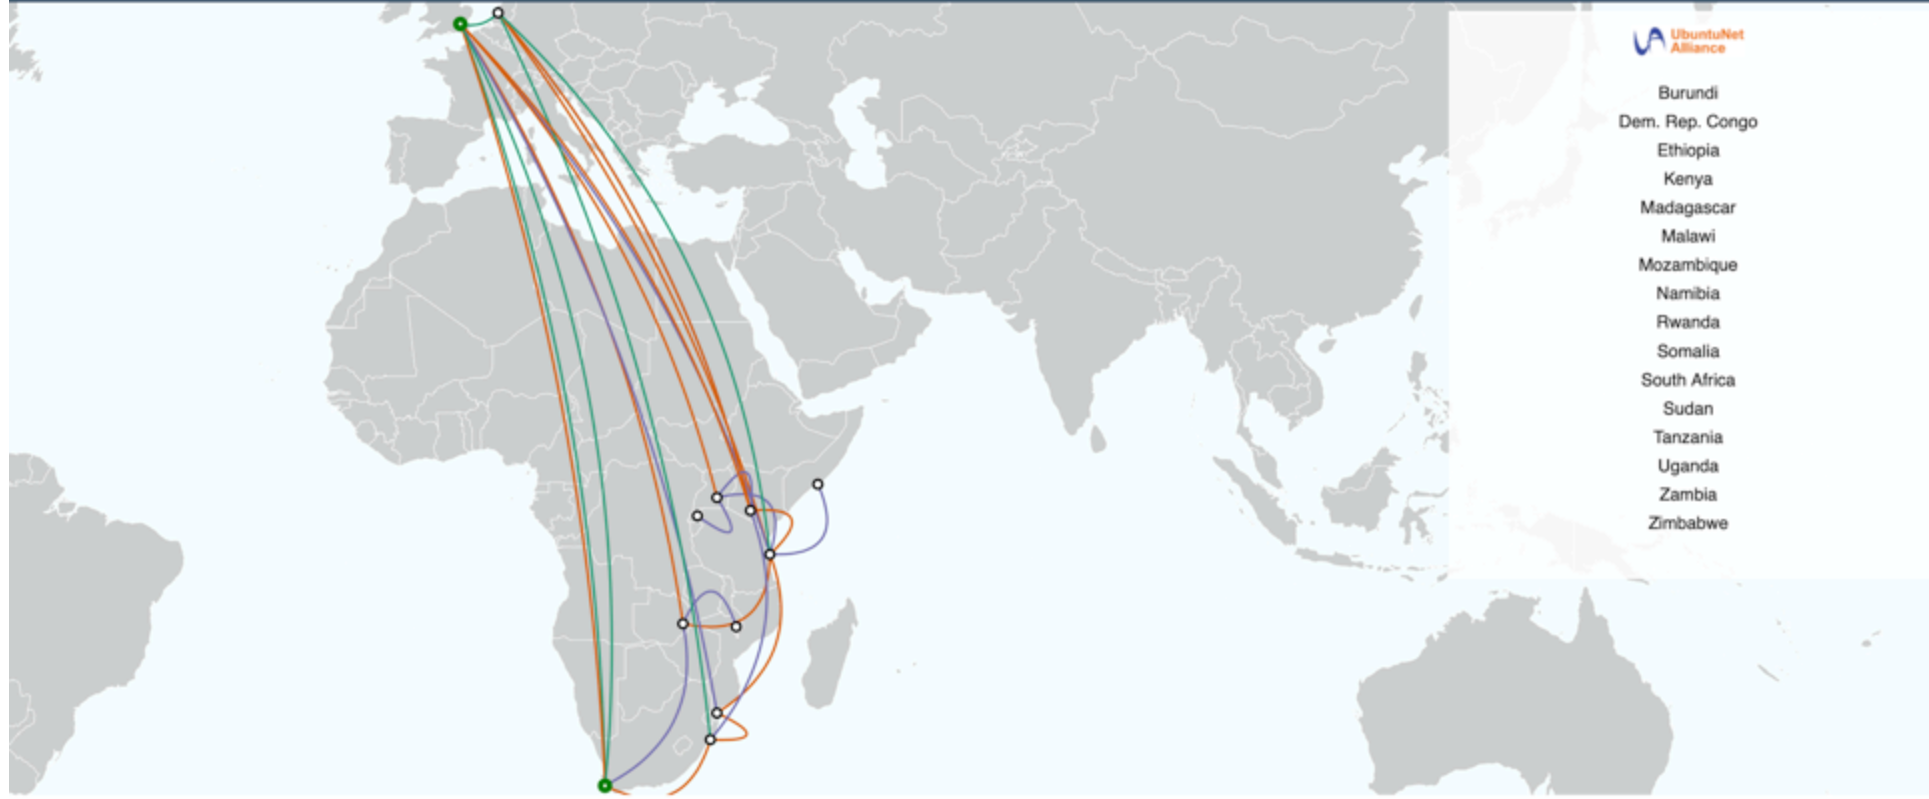 UbuntuNet
Alliance
Burundi
Dem. Rep. Congo
Ethiopia
Kenya
Madagascar
Malawi
Mozambique
Namibia
Rwanda
Somalia
South Africa
Sudan
Tanzania
Uganda
Zambia
Zimbabwe